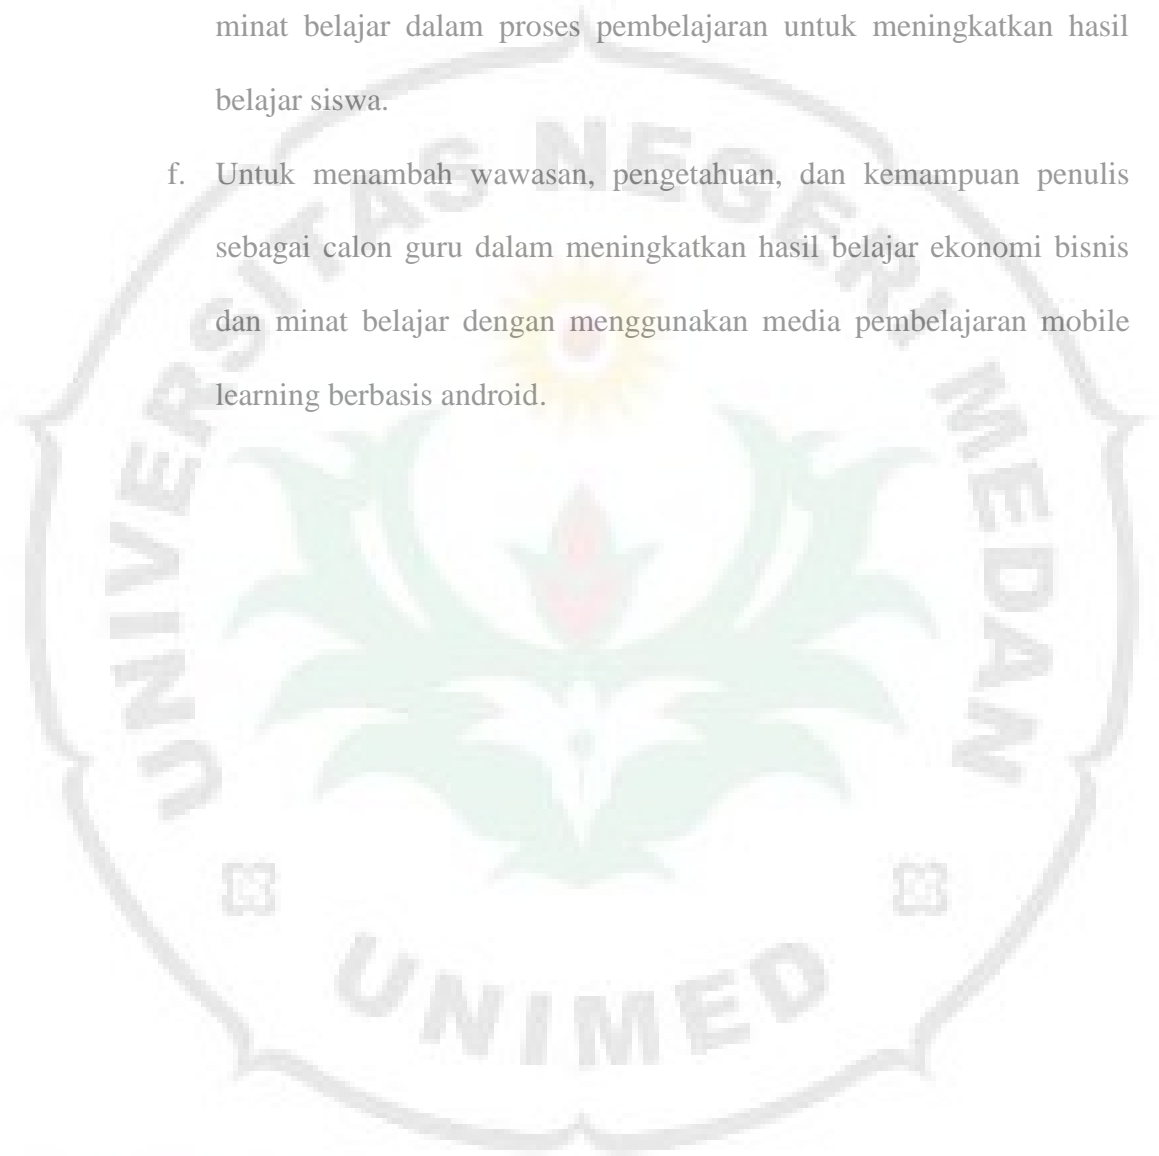 minat belajar dalam proses pembelajaran untuk meningkatkan hasil
belajar siswa.
f. Untuk menambah wawasan, pengetahuan, dan kemampuan penulis
sebagai calon guru dalam meningkatkan hasil belajar ekonomi bisnis
dan minat belajar dengan menggunakan media pembelajaran mobile
learning berbasis android.
UNIVERSITAS NEGERI MEDAN
UNIMED